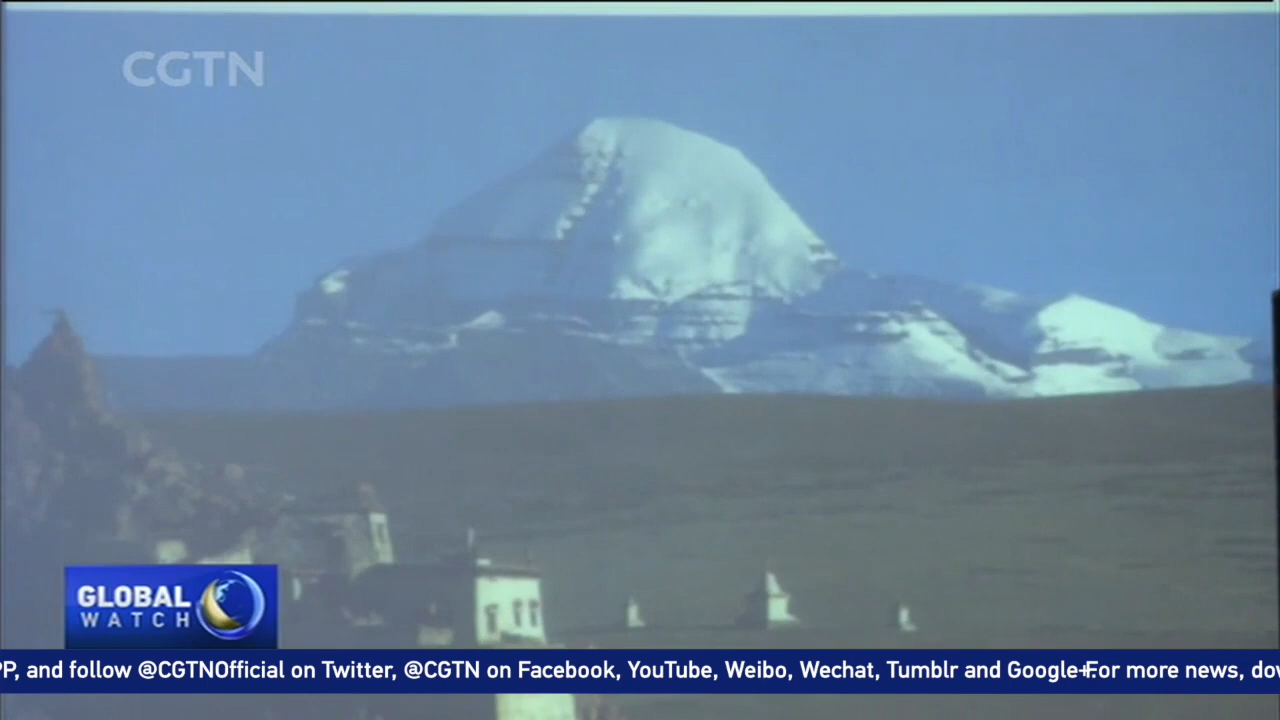 CGTN
GLOBAL
WATCH
PP, and follow @CGTNOfficial on Twitter, @CGTN on Facebook, YouTube, Weibo, Wechat, Tumblr and Google+For more news, dov